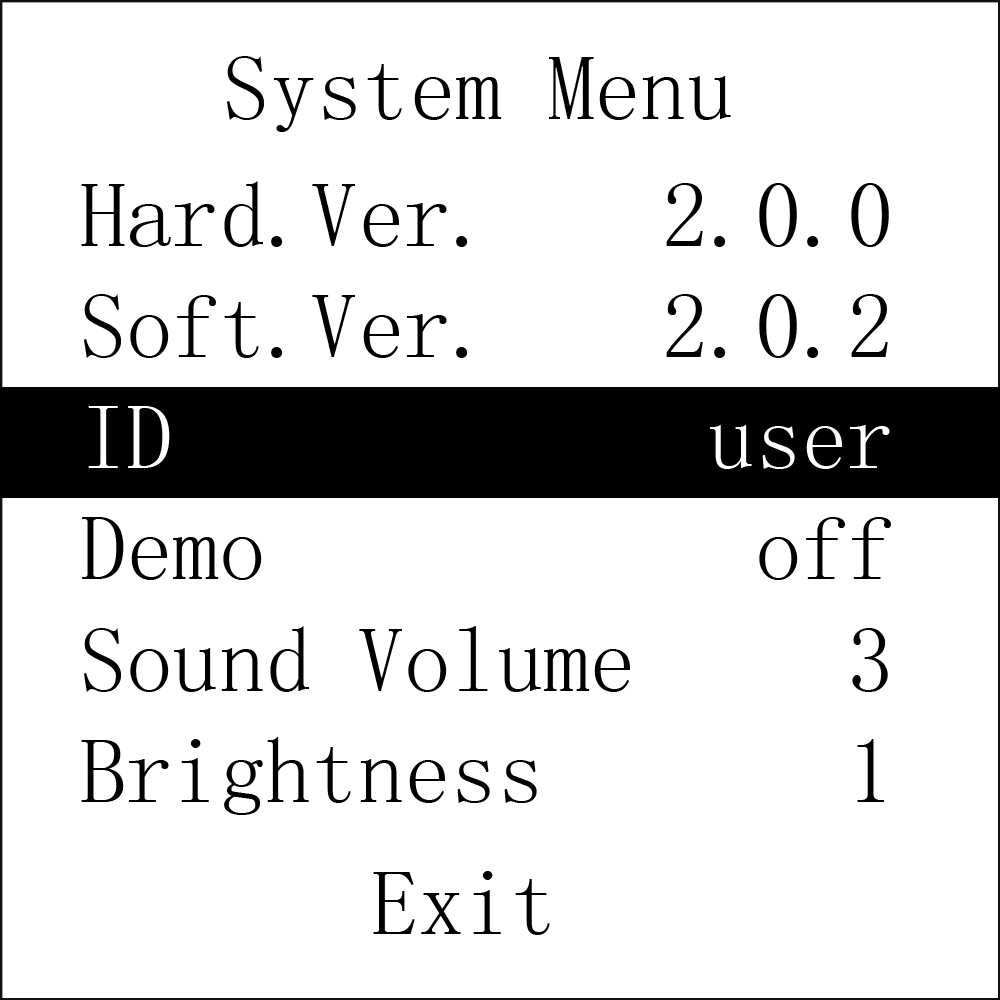 System Menu
Hard.Ver. 2.0.0
Soft.Ver. 2.0.2
ID user
Demo off
Sound Volume 3
Brightness 1
Exit